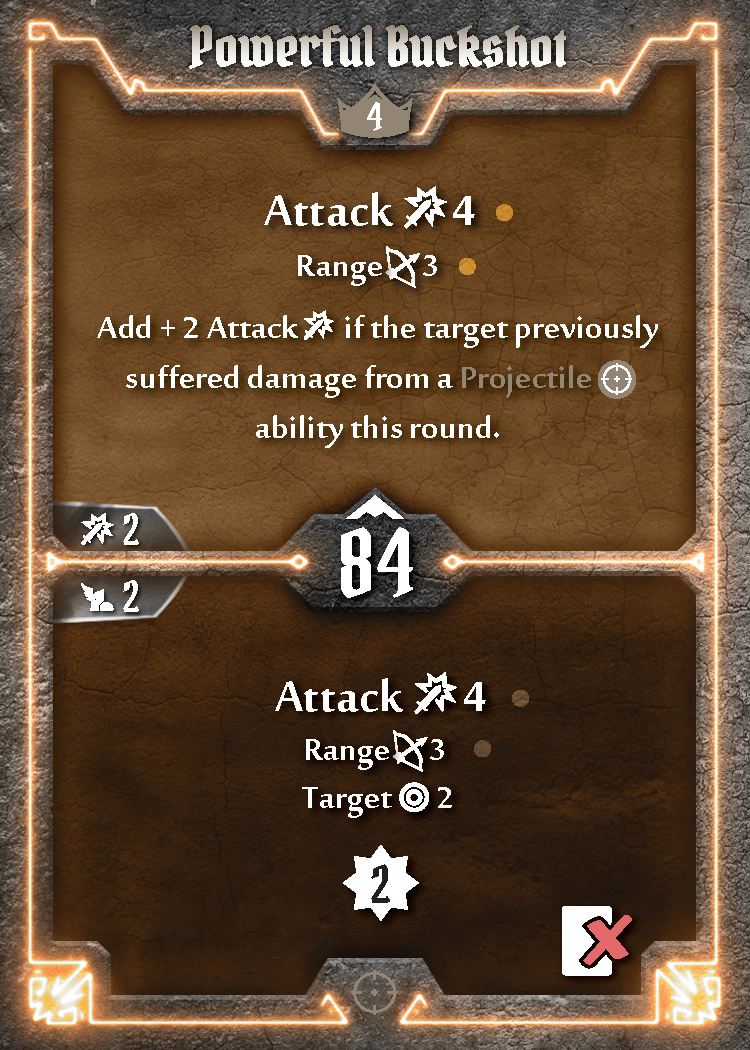 Powerful Buckshot
4
Attack 4
Range 3
Add + 2 Attack if the target previously
suffered damage from a Projectile
ability this round.
2
84
2
Attack 4
Range 3
Target 2
2